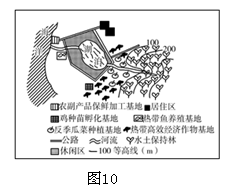 100
200
农副产品保鲜加工基地 居住区
鸡种苗孵化基地 热带鱼养殖基地
反季瓜菜种植基地 热带高效经济作物基地
公路 河流 水土保持林
休闲区 100 等高线(m)
图10